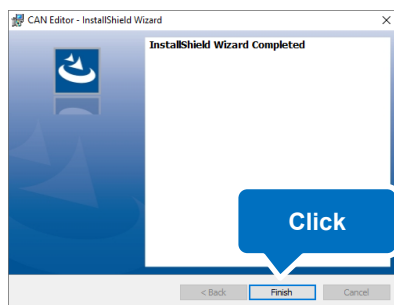 CAN Editor - InstallShield Wizard
InstallShield Wizard Completed
Click
< Back Finish Cancel